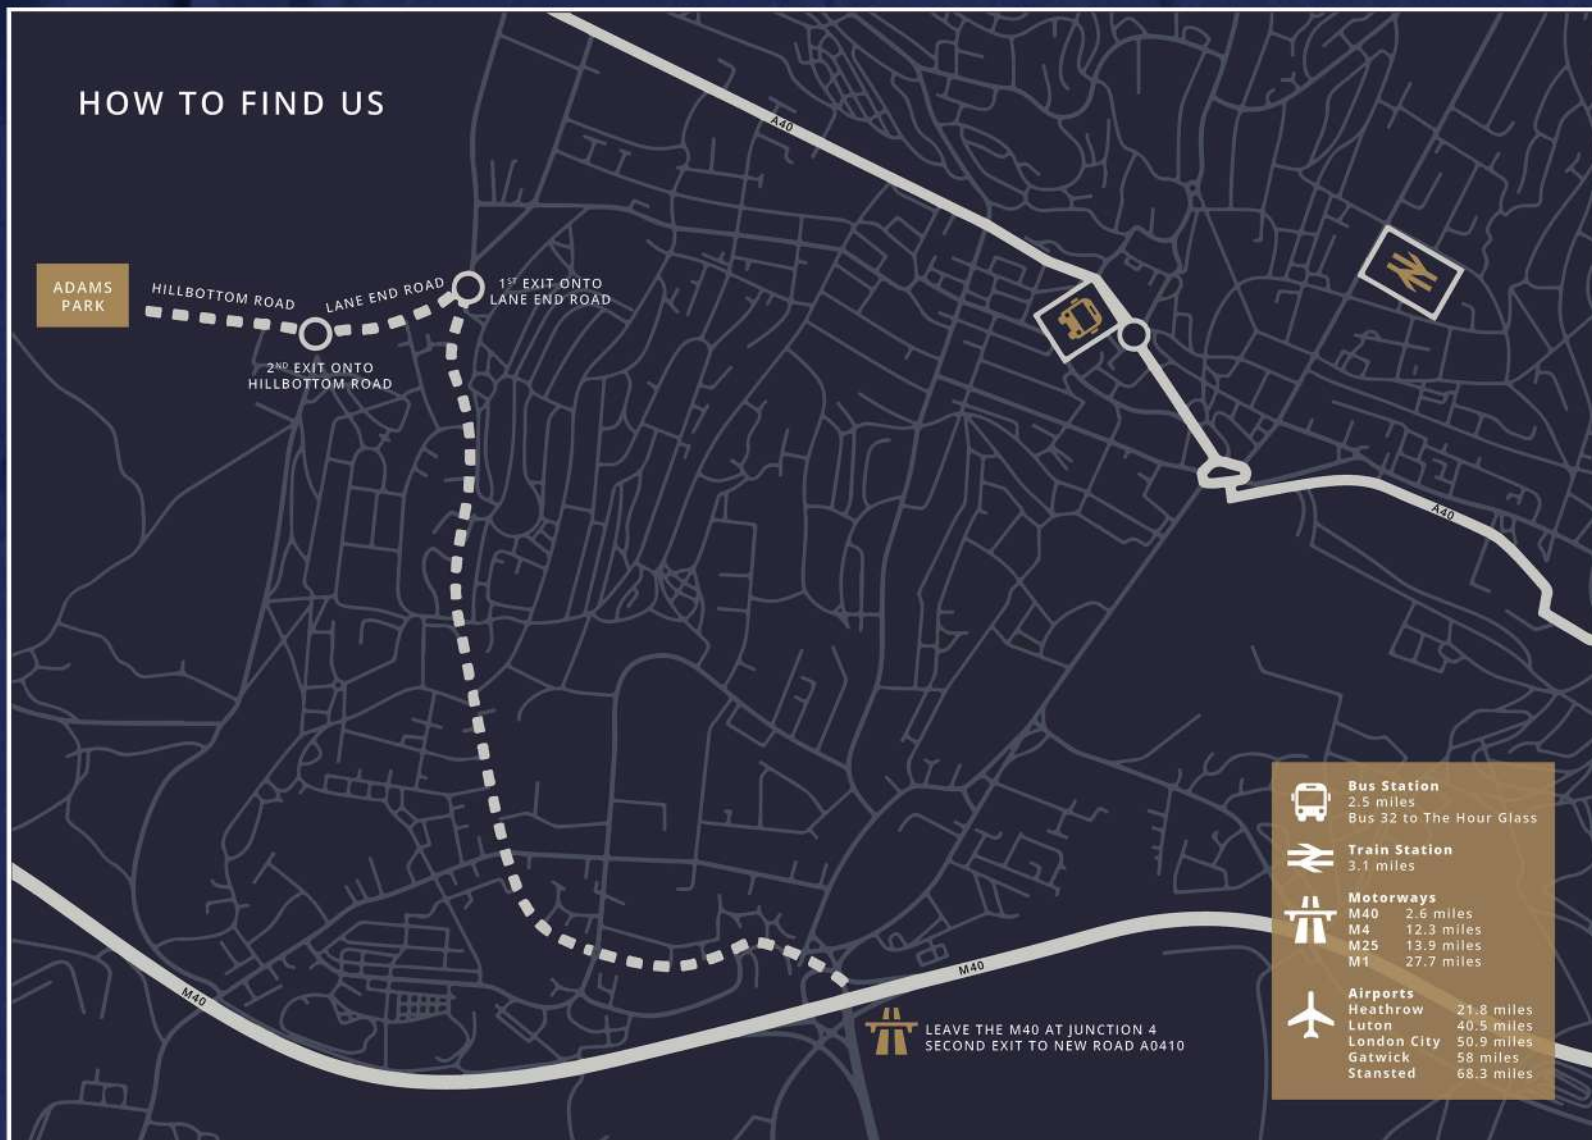 HOW TO FIND US
A40
ADAMS
PARK
HILLBOTTOM ROAD
LANE END ROAD
1ST EXIT ONTO
LANE END ROAD
2ND EXIT ONTO
HILLBOTTOM ROAD
A40
M40
M40
LEAVE THE M40 AT JUNCTION 4
SECOND EXIT TO NEW ROAD A0410
Bus Station
2.5 miles
Bus 32 to The Hour Glass
Train Station
3.1 miles
Motorways
M40 2.6 miles
M4 12.3 miles
M25 13.9 miles
M1 27.7 miles
Airports
Heathrow 21.8 miles
Luton 40.5 miles
London City 50.9 miles
Gatwick 58 miles
Stansted 68.3 miles